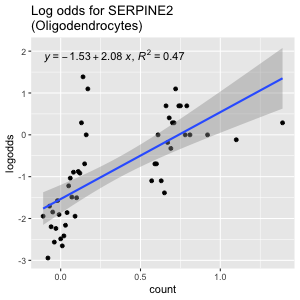 Log odds for SERPINE2
(Oligodendrocytes)
y = −1.53 + 2.08 x, R² = 0.47
logodds
2
1
0
-1
-2
-3
0.0 0.5 1.0
count